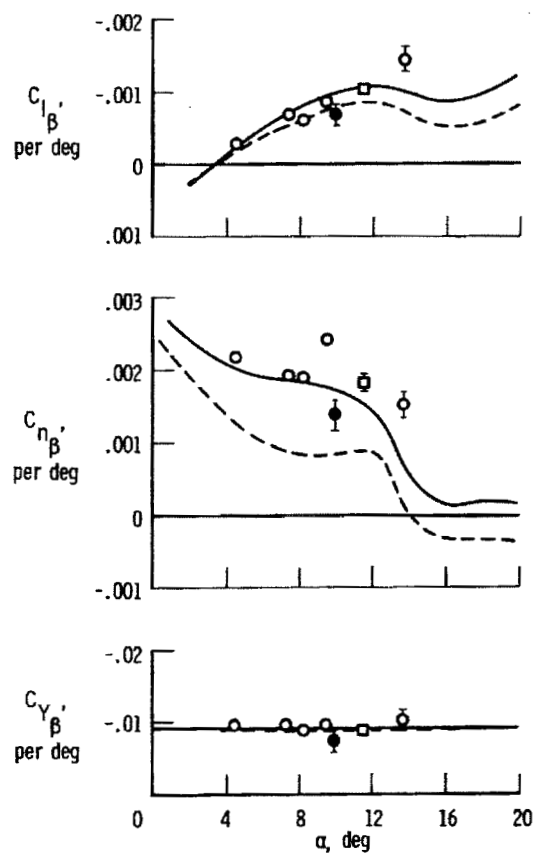 -.002
-.001
0
.001
C_lβ'
per deg
.003
.002
.001
0
-.001
C_nβ'
per deg
-.02
-.01
C_Yβ'
per deg
0 4 8 12 16 20
α, deg